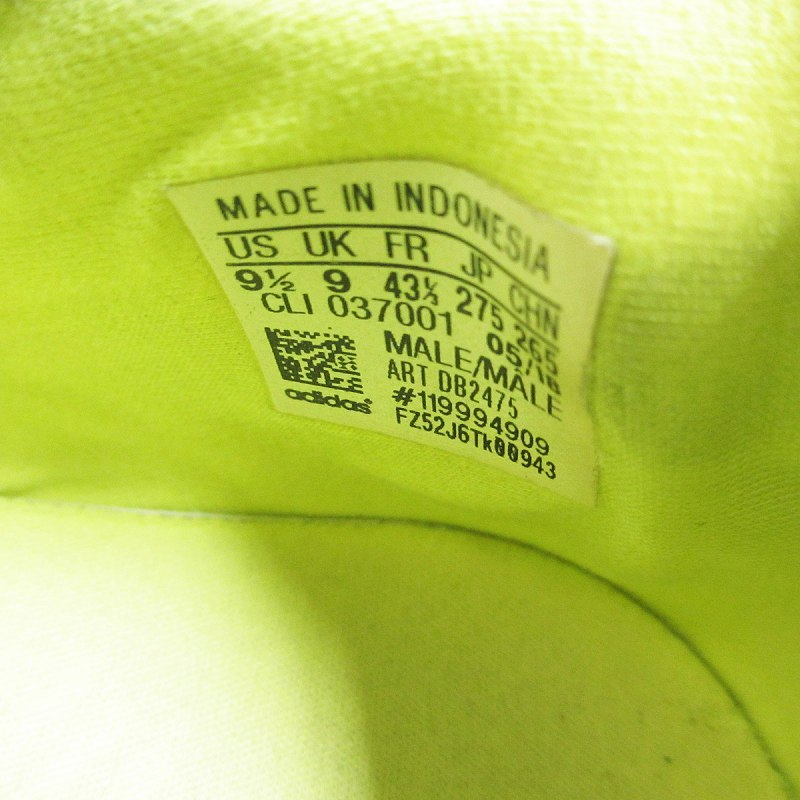 MADE IN INDONESIA
US UK FR JP CHN
9½ 9 43⅓ 275 265
CLI 037001 05/18
MALE/MALE
ART DB2475
#119994909
FZ52J6Tk00943
adidas